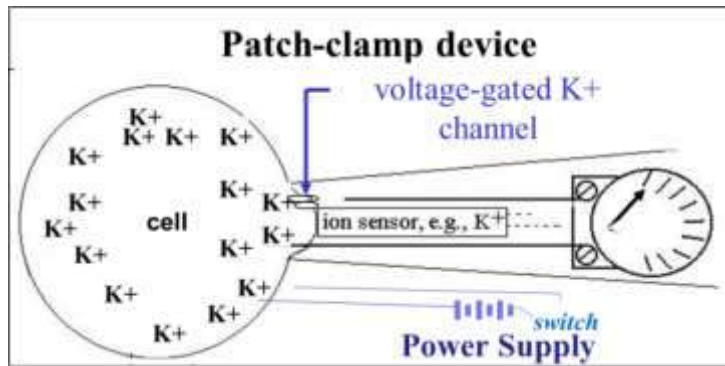 Patch-clamp device
voltage-gated K+
channel
K+
K+ K+ K+
K+
K+
K+ K+
cell
ion sensor, e.g., K+
K+
K+
K+
K+
K+
K+
K+
K+
switch
K+
Power Supply